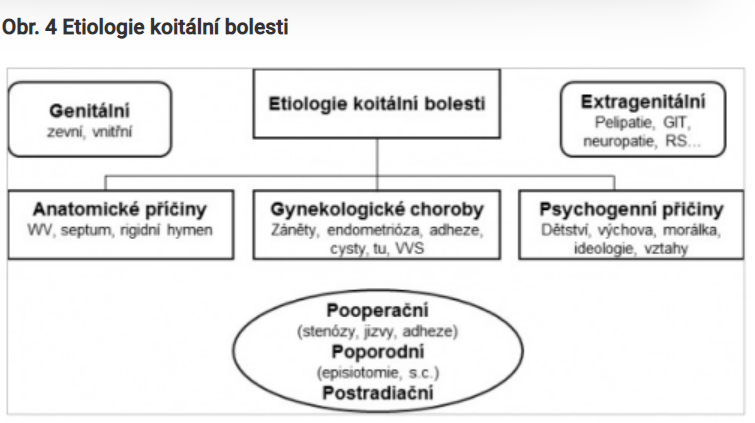 Obr. 4 Etiologie koitální bolesti
Genitální
zevní, vnitřní
Etiologie koitální bolesti
Extragenitální
Pelipatie, GIT,
neuropatie, RS...
Anatomické příčiny
WV, septum, rigidní hymen
Gynekologické choroby
Záněty, endometrióza, adheze,
cysty, tu, VVS
Psychogenní přičiny
Dětství, výchova, morálka,
ideologie, vztahy
Pooperační
(stenózy, jizvy, adheze)
Poporodní
(episiotomie, s.c.)
Postradiační